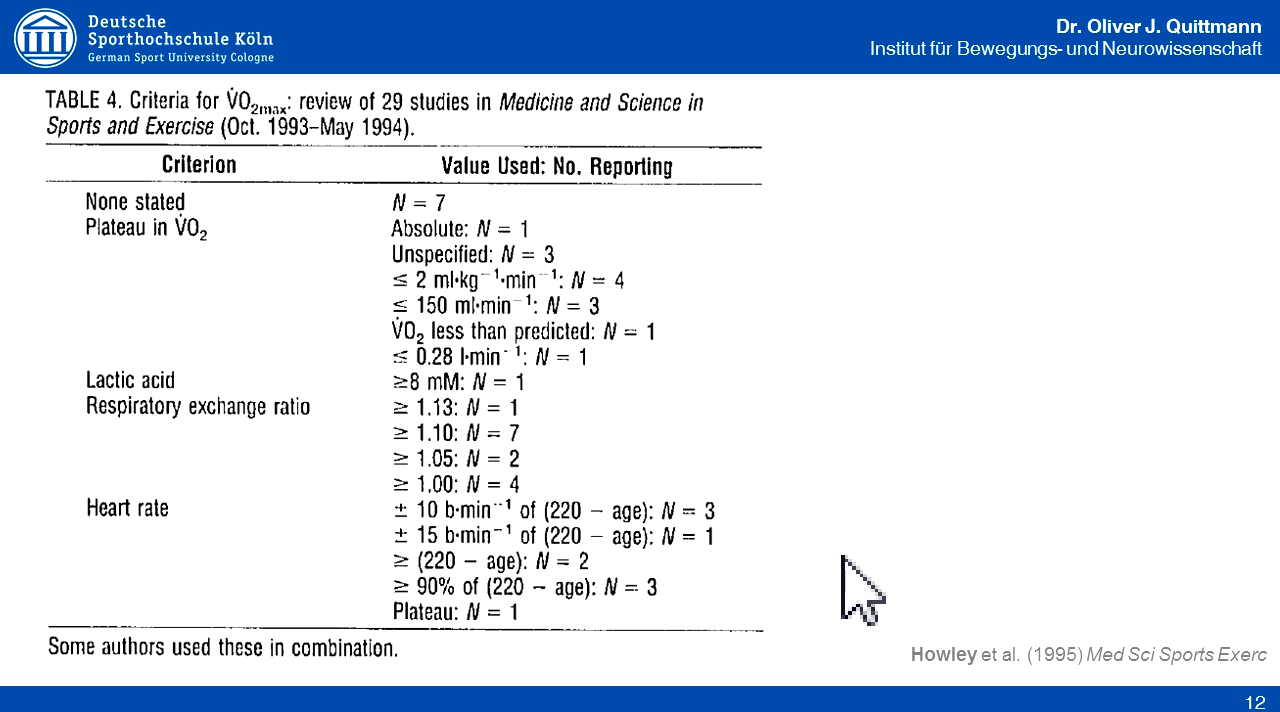 Deutsche
Sporthochschule Köln
German Sport University Cologne
Dr. Oliver J. Quittmann
Institut für Bewegungs- und Neurowissenschaft
TABLE 4. Criteria for V̇O₂max: review of 29 studies in Medicine and Science in
Sports and Exercise (Oct. 1993–May 1994).
Criterion Value Used: No. Reporting
None stated N = 7
Plateau in V̇O₂ Absolute: N = 1
Unspecified: N = 3
≤ 2 ml·kg⁻¹·min⁻¹: N = 4
≤ 150 ml·min⁻¹: N = 3
V̇O₂ less than predicted: N = 1
≤ 0.28 l·min⁻¹: N = 1
Lactic acid ≥8 mM: N = 1
Respiratory exchange ratio ≥ 1.13: N = 1
≥ 1.10: N = 7
≥ 1.05: N = 2
≥ 1.00: N = 4
Heart rate ± 10 b·min⁻¹ of (220 − age): N = 3
± 15 b·min⁻¹ of (220 − age): N = 1
≥ (220 − age): N = 2
≥ 90% of (220 − age): N = 3
Plateau: N = 1
Some authors used these in combination.
Howley et al. (1995) Med Sci Sports Exerc
12